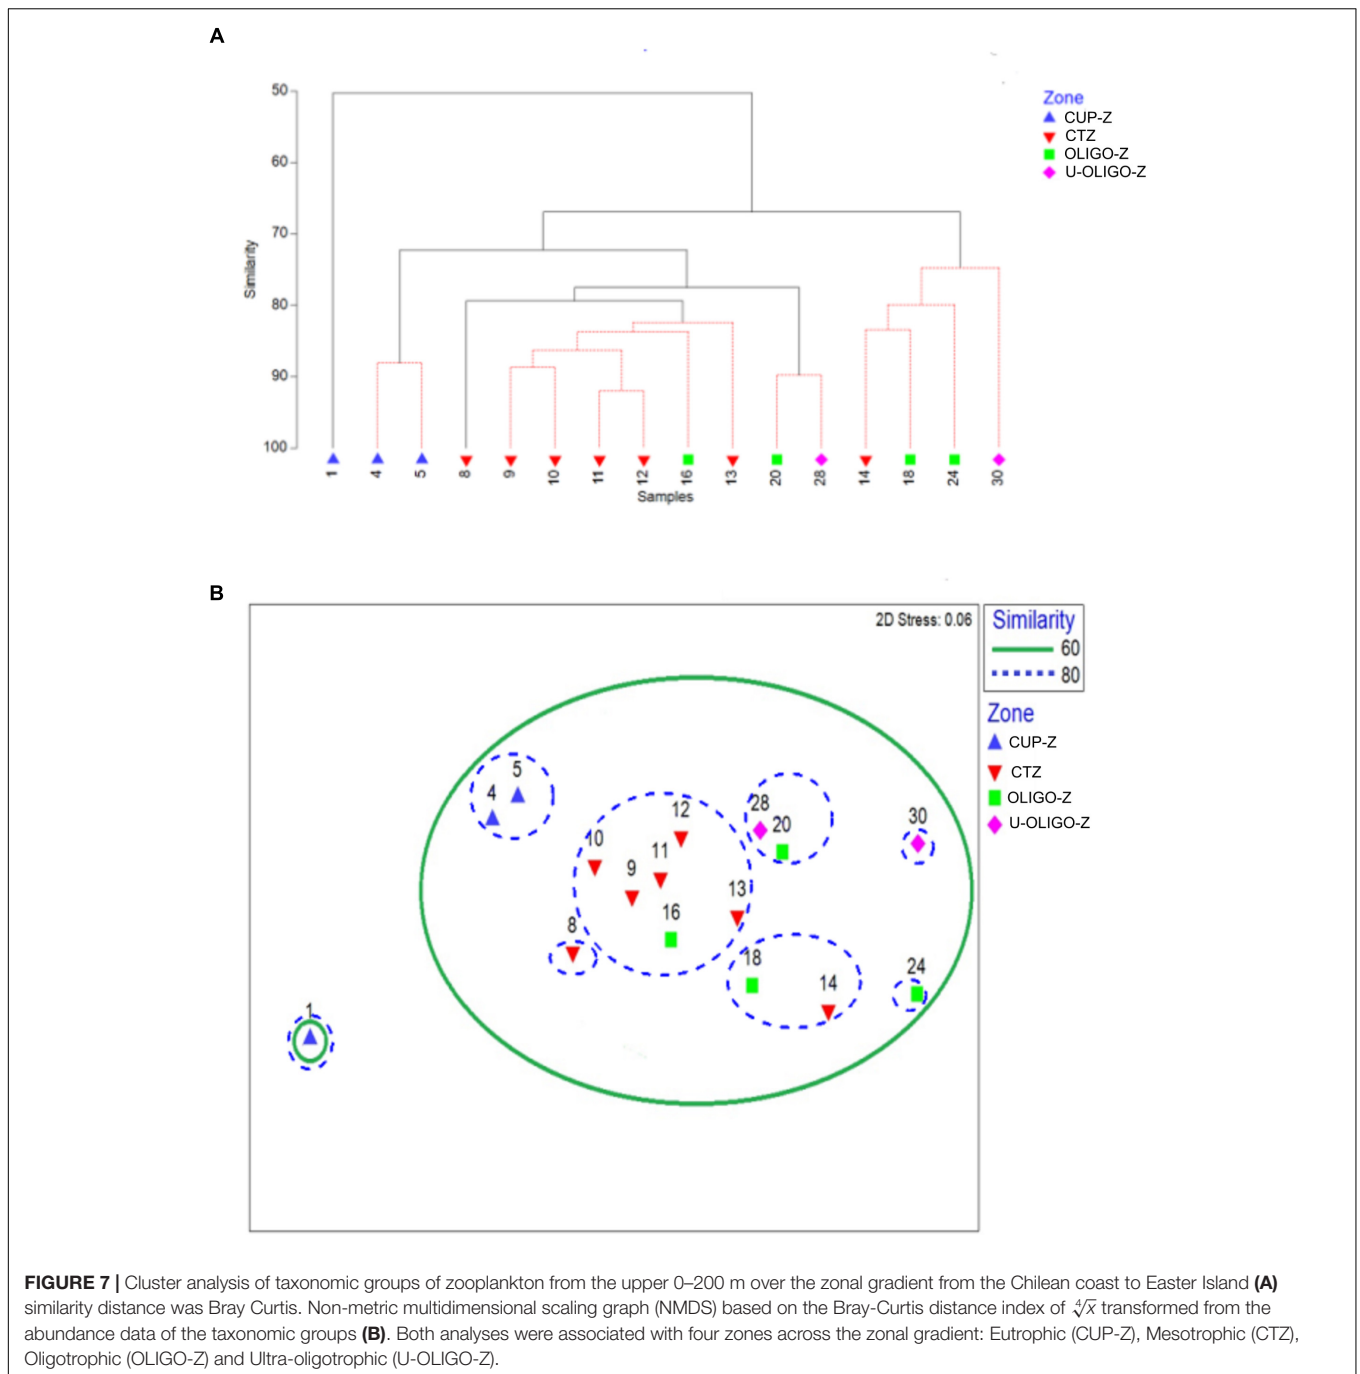 A
Zone
CUP-Z
CTZ
OLIGO-Z
U-OLIGO-Z
50
60
70
80
90
100
Similarity
1 4 5 8 9 10 11 12 16 13 20 28 14 18 24 30
Samples
B
2D Stress: 0.06
Similarity
60
80
Zone
CUP-Z
CTZ
OLIGO-Z
U-OLIGO-Z
5
4
12
28
20
30
10
11
9
13
16
8
18
14
24
1
FIGURE 7 | Cluster analysis of taxonomic groups of zooplankton from the upper 0–200 m over the zonal gradient from the Chilean coast to Easter Island (A)
similarity distance was Bray Curtis. Non-metric multidimensional scaling graph (NMDS) based on the Bray-Curtis distance index of ∜x transformed from the
abundance data of the taxonomic groups (B). Both analyses were associated with four zones across the zonal gradient: Eutrophic (CUP-Z), Mesotrophic (CTZ),
Oligotrophic (OLIGO-Z) and Ultra-oligotrophic (U-OLIGO-Z).